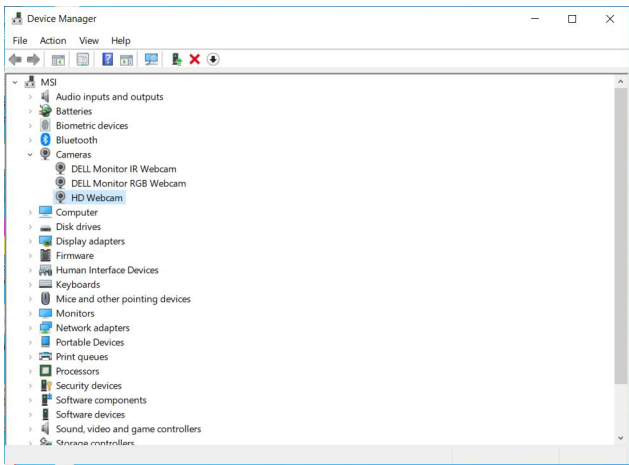 Device Manager
File Action View Help
MSI
Audio inputs and outputs
Batteries
Biometric devices
Bluetooth
Cameras
DELL Monitor IR Webcam
DELL Monitor RGB Webcam
HD Webcam
Computer
Disk drives
Display adapters
Firmware
Human Interface Devices
Keyboards
Mice and other pointing devices
Monitors
Network adapters
Portable Devices
Print queues
Processors
Security devices
Software components
Software devices
Sound, video and game controllers
Storage controllers